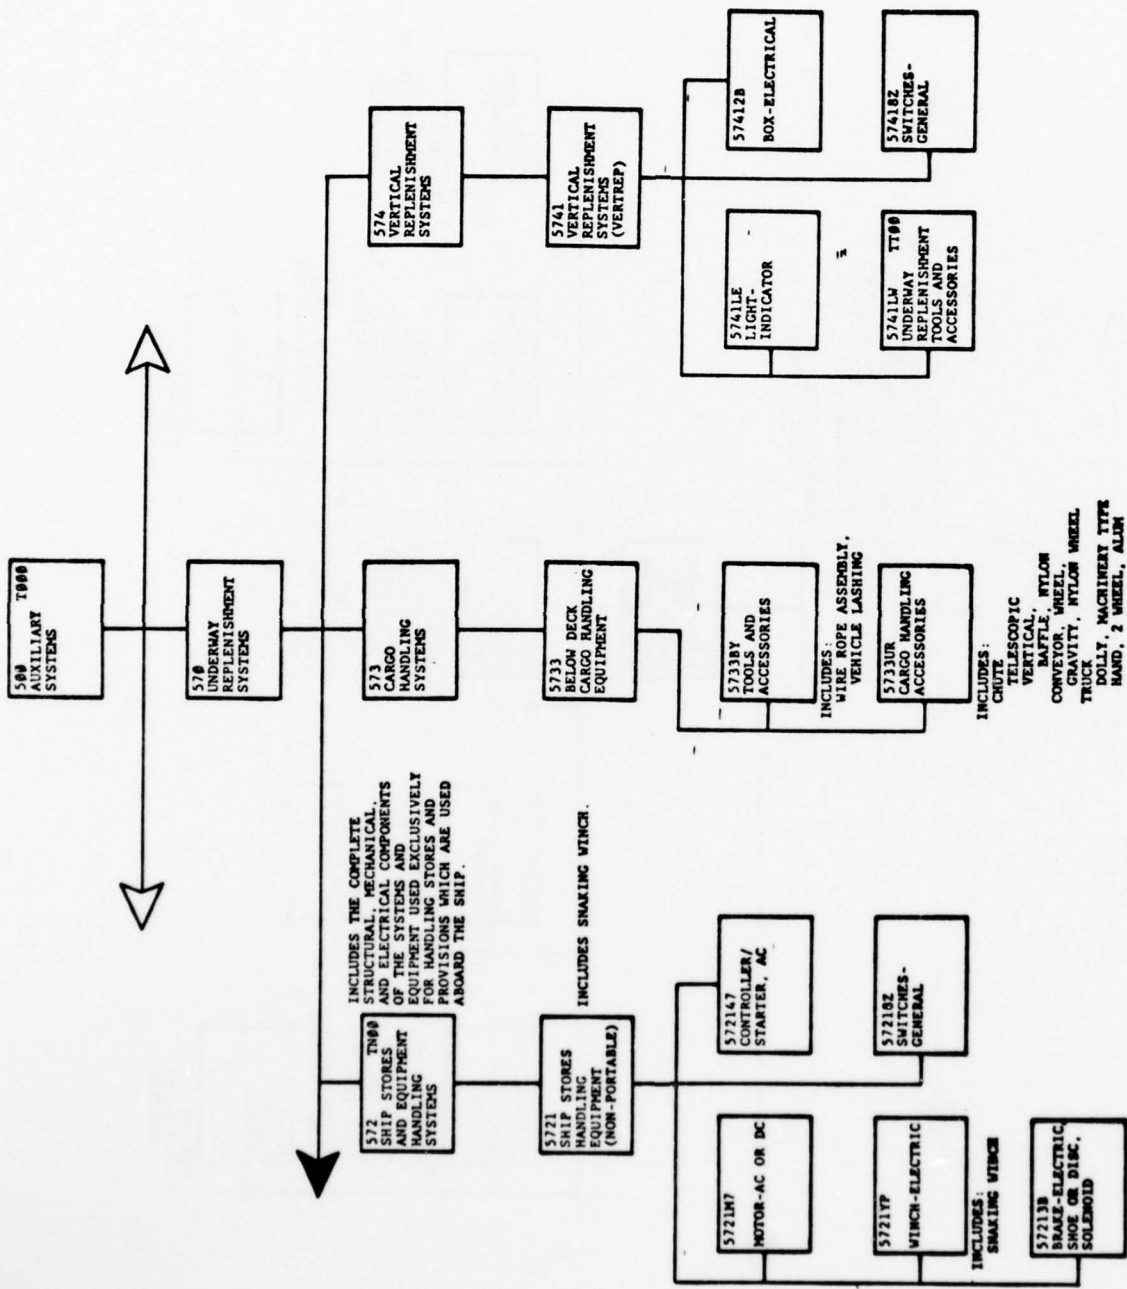 500 T000
AUXILIARY
SYSTEMS
570
UNDERWAY
REPLENISHMENT
SYSTEMS
572 TN00
SHIP STORES
AND EQUIPMENT
HANDLING
SYSTEMS
INCLUDES THE COMPLETE
STRUCTURAL, MECHANICAL,
AND ELECTRICAL COMPONENTS
OF THE SYSTEMS AND
EQUIPMENT USED EXCLUSIVELY
FOR HANDLING STORES AND
PROVISIONS WHICH ARE USED
ABOARD THE SHIP.
573
CARGO
HANDLING
SYSTEMS
574
VERTICAL
REPLENISHMENT
SYSTEMS
5721
SHIP STORES
HANDLING
EQUIPMENT
(NON-PORTABLE)
INCLUDES SNAKING WINCH.
5733
BELOW DECK
CARGO HANDLING
EQUIPMENT
5741
VERTICAL
REPLENISHMENT
SYSTEMS
(VERTREP)
5721M7
MOTOR-AC OR DC
572147
CONTROLLER/
STARTER, AC
5733BY
TOOLS AND
ACCESSORIES
INCLUDES:
WIRE ROPE ASSEMBLY,
VEHICLE LASHING
5741LE
LIGHT-
INDICATOR
57412B
BOX-ELECTRICAL
5721YP
WINCH-ELECTRIC
INCLUDES:
SNAKING WINCH
57218Z
SWITCHES-
GENERAL
5733UR
CARGO HANDLING
ACCESSORIES
INCLUDES:
CHUTE
TELESCOPIC
VERTICAL,
BAFFLE, NYLON
CONVEYOR, WHEEL,
GRAVITY, NYLON WHEEL
TRUCK
DOLLY, MACHINERY TYPE
HAND, 2 WHEEL, ALUM
5741LW TT00
UNDERWAY
REPLENISHMENT
TOOLS AND
ACCESSORIES
57418Z
SWITCHES-
GENERAL
57213B
BRAKE-ELECTRIC,
SHOE OR DISC,
SOLENOID